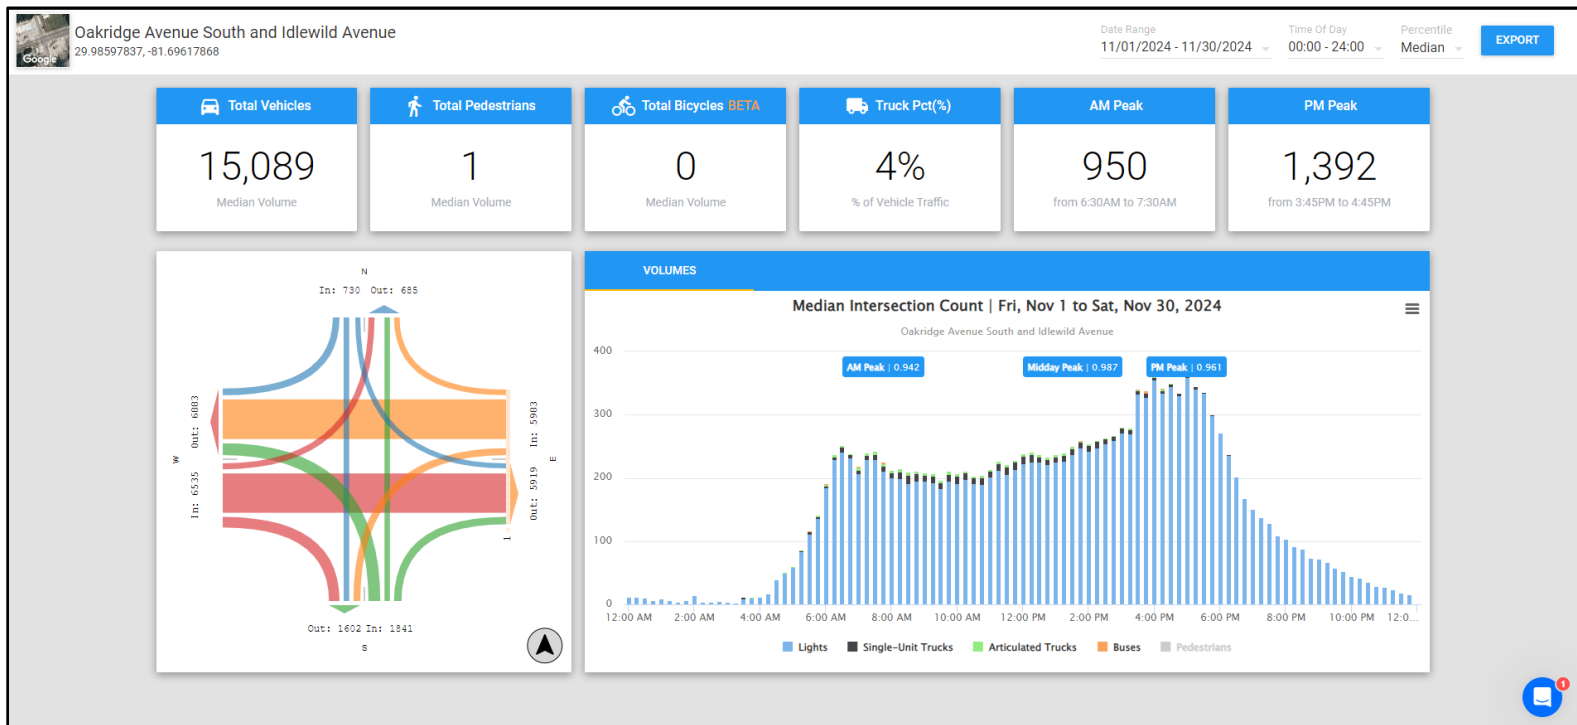 Oakridge Avenue South and Idlewild Avenue
29.98597837, -81.69617868
Google
Date Range
11/01/2024 - 11/30/2024
Time Of Day
00:00 - 24:00
Percentile
Median
EXPORT
Total Vehicles
15,089
Median Volume
Total Pedestrians
1
Median Volume
Total Bicycles BETA
0
Median Volume
Truck Pct(%)
4%
% of Vehicle Traffic
AM Peak
950
from 6:30AM to 7:30AM
PM Peak
1,392
from 3:45PM to 4:45PM
N
In: 730 Out: 685
W
Out: 6883
In: 6535
In: 5983
E
Out: 5919
1
Out: 1602 In: 1841
S
VOLUMES
Median Intersection Count | Fri, Nov 1 to Sat, Nov 30, 2024
Oakridge Avenue South and Idlewild Avenue
400
300
200
100
0
AM Peak | 0.942
Midday Peak | 0.987
PM Peak | 0.961
12:00 AM 2:00 AM 4:00 AM 6:00 AM 8:00 AM 10:00 AM 12:00 PM 2:00 PM 4:00 PM 6:00 PM 8:00 PM 10:00 PM 12:0...
Lights Single-Unit Trucks Articulated Trucks Buses Pedestrians
1